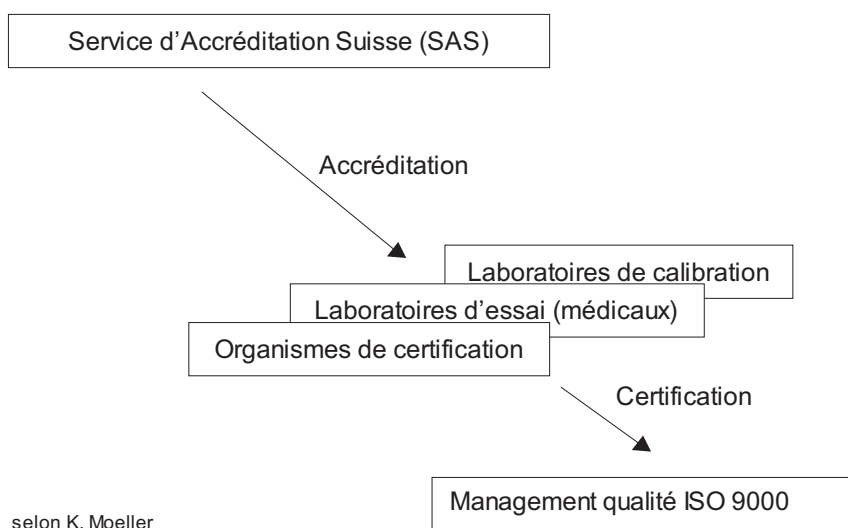 Service d'Accréditation Suisse (SAS)
Accréditation
Laboratoires de calibration
Laboratoires d'essai (médicaux)
Organismes de certification
Certification
Management qualité ISO 9000
selon K. Moeller